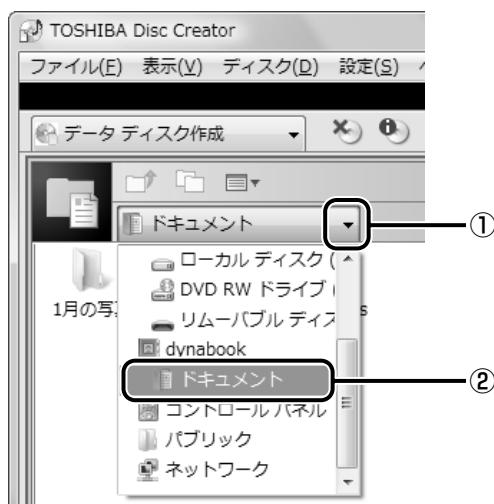 TOSHIBA Disc Creator
ファイル(F) 表示(V) ディスク(D) 設定(S)
データ ディスク作成
ドキュメント
①
ローカル ディスク (
DVD RW ドライブ (
1月の写
s
リムーバブル ディス
dynabook
ドキュメント
②
コントロール パネル
パブリック
ネットワーク